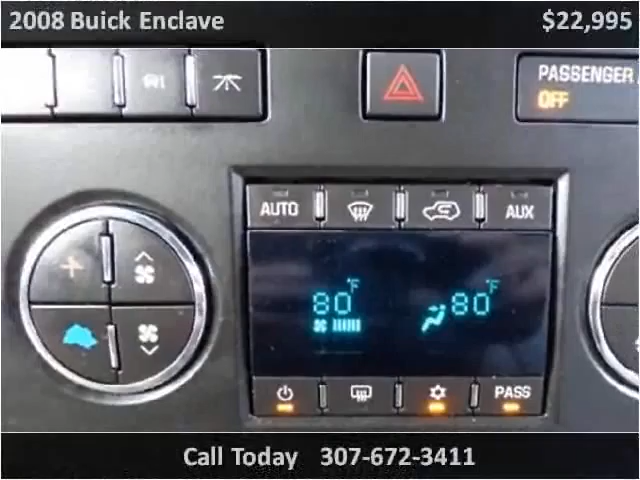 2008 Buick Enclave $22,995
PASSENGER
OFF
AUTO AUX
80°F 80°F
PASS
Call Today 307-672-3411